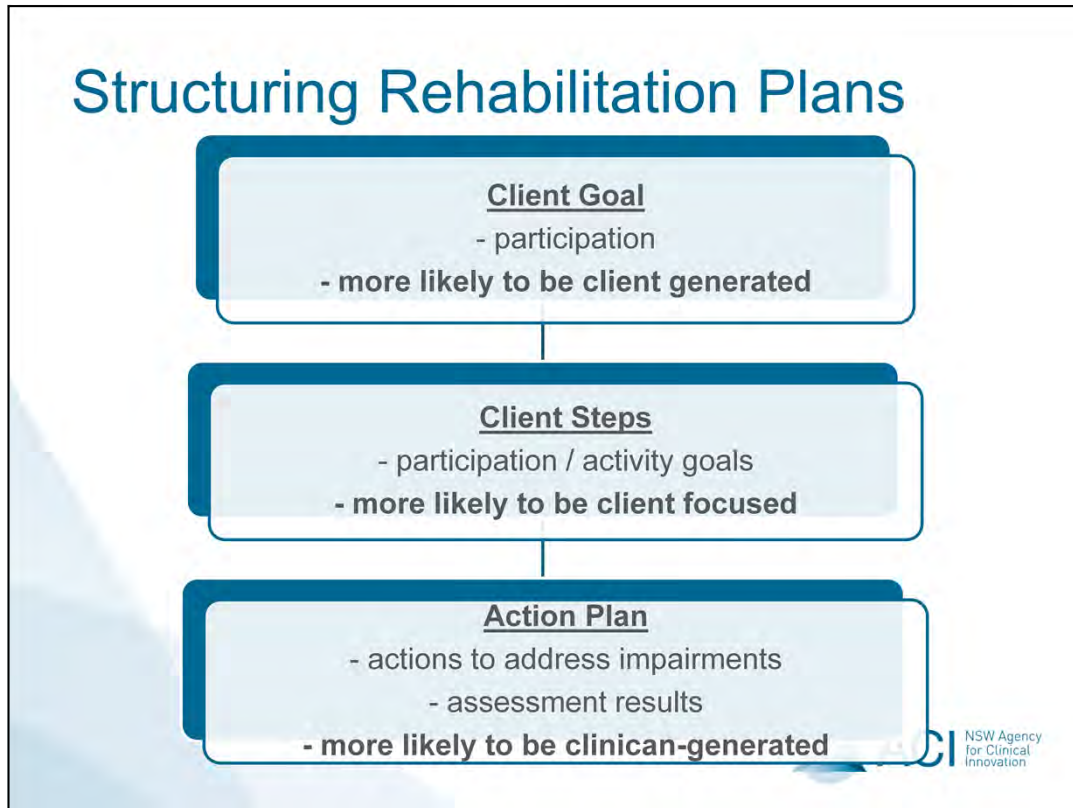 Structuring Rehabilitation Plans
Client Goal
- participation
- more likely to be client generated
Client Steps
- participation / activity goals
- more likely to be client focused
Action Plan
- actions to address impairments
- assessment results
- more likely to be clinican-generated
ACI
NSW Agency
for Clinical
Innovation